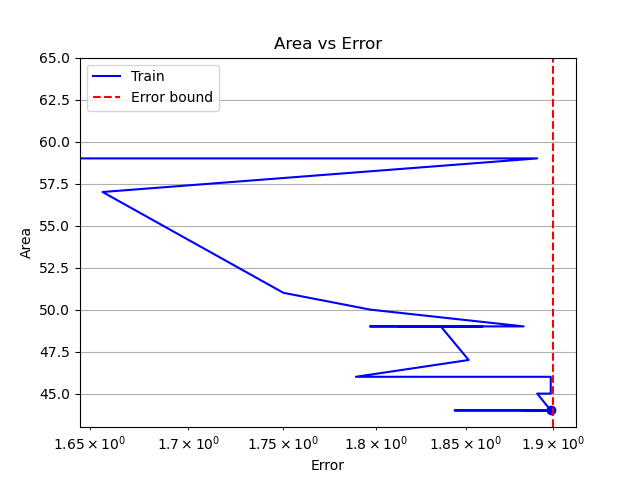 Area vs Error
Train
Error bound
65.0
62.5
60.0
57.5
55.0
52.5
50.0
47.5
45.0
Area
1.65 × 10⁰ 1.7 × 10⁰ 1.75 × 10⁰ 1.8 × 10⁰ 1.85 × 10⁰ 1.9 × 10⁰
Error